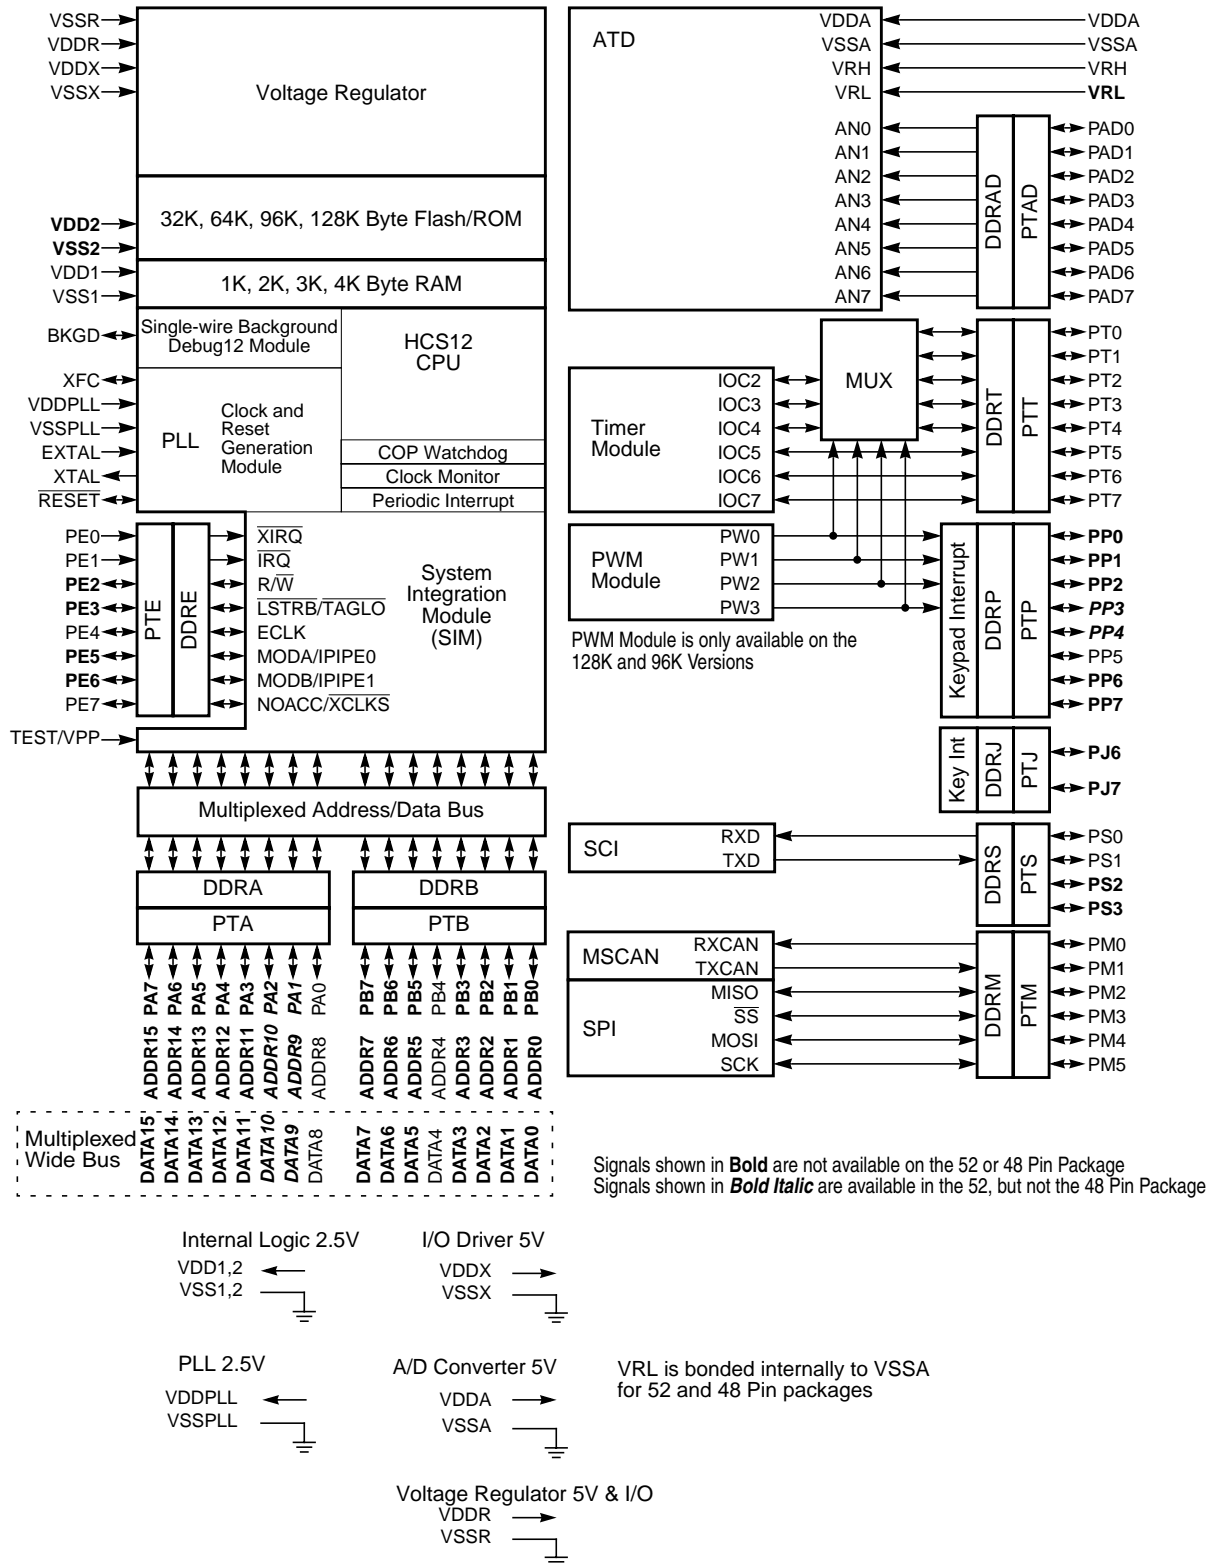 VSSR
VDDR
VDDX
VSSX
Voltage Regulator
VDD2
VSS2
32K, 64K, 96K, 128K Byte Flash/ROM
VDD1
VSS1
1K, 2K, 3K, 4K Byte RAM
BKGD
Single-wire Background
Debug12 Module
HCS12
CPU
XFC
VDDPLL
VSSPLL
EXTAL
XTAL
RESET
PLL
Clock and
Reset
Generation
Module
COP Watchdog
Clock Monitor
Periodic Interrupt
PE0
PE1
PE2
PE3
PE4
PE5
PE6
PE7
PTE
DDRE
XIRQ
IRQ
R/W
LSTRB/TAGLO
ECLK
MODA/IPIPE0
MODB/IPIPE1
NOACC/XCLKS
System
Integration
Module
(SIM)
TEST/VPP
Multiplexed Address/Data Bus
DDRA
DDRB
PTA
PTB
PA7
PA6
PA5
PA4
PA3
PA2
PA1
PA0
PB7
PB6
PB5
PB4
PB3
PB2
PB1
PB0
ADDR15
ADDR14
ADDR13
ADDR12
ADDR11
ADDR10
ADDR9
ADDR8
ADDR7
ADDR6
ADDR5
ADDR4
ADDR3
ADDR2
ADDR1
ADDR0
Multiplexed
Wide Bus
DATA15
DATA14
DATA13
DATA12
DATA11
DATA10
DATA9
DATA8
DATA7
DATA6
DATA5
DATA4
DATA3
DATA2
DATA1
DATA0
ATD
VDDA
VSSA
VRH
VRL
VDDA
VSSA
VRH
VRL
AN0
AN1
AN2
AN3
AN4
AN5
AN6
AN7
DDRAD
PTAD
PAD0
PAD1
PAD2
PAD3
PAD4
PAD5
PAD6
PAD7
Timer
Module
IOC2
IOC3
IOC4
IOC5
IOC6
IOC7
MUX
DDRT
PTT
PT0
PT1
PT2
PT3
PT4
PT5
PT6
PT7
PWM
Module
PW0
PW1
PW2
PW3
PWM Module is only available on the
128K and 96K Versions
Keypad Interrupt
DDRP
PTP
PP0
PP1
PP2
PP3
PP4
PP5
PP6
PP7
Key Int
DDRJ
PTJ
PJ6
PJ7
SCI
RXD
TXD
DDRS
PTS
PS0
PS1
PS2
PS3
MSCAN
RXCAN
TXCAN
SPI
MISO
SS
MOSI
SCK
DDRM
PTM
PM0
PM1
PM2
PM3
PM4
PM5
Signals shown in Bold are not available on the 52 or 48 Pin Package
Signals shown in Bold Italic are available in the 52, but not the 48 Pin Package
Internal Logic 2.5V
VDD1,2
VSS1,2
I/O Driver 5V
VDDX
VSSX
PLL 2.5V
VDDPLL
VSSPLL
A/D Converter 5V
VDDA
VSSA
VRL is bonded internally to VSSA
for 52 and 48 Pin packages
Voltage Regulator 5V & I/O
VDDR
VSSR